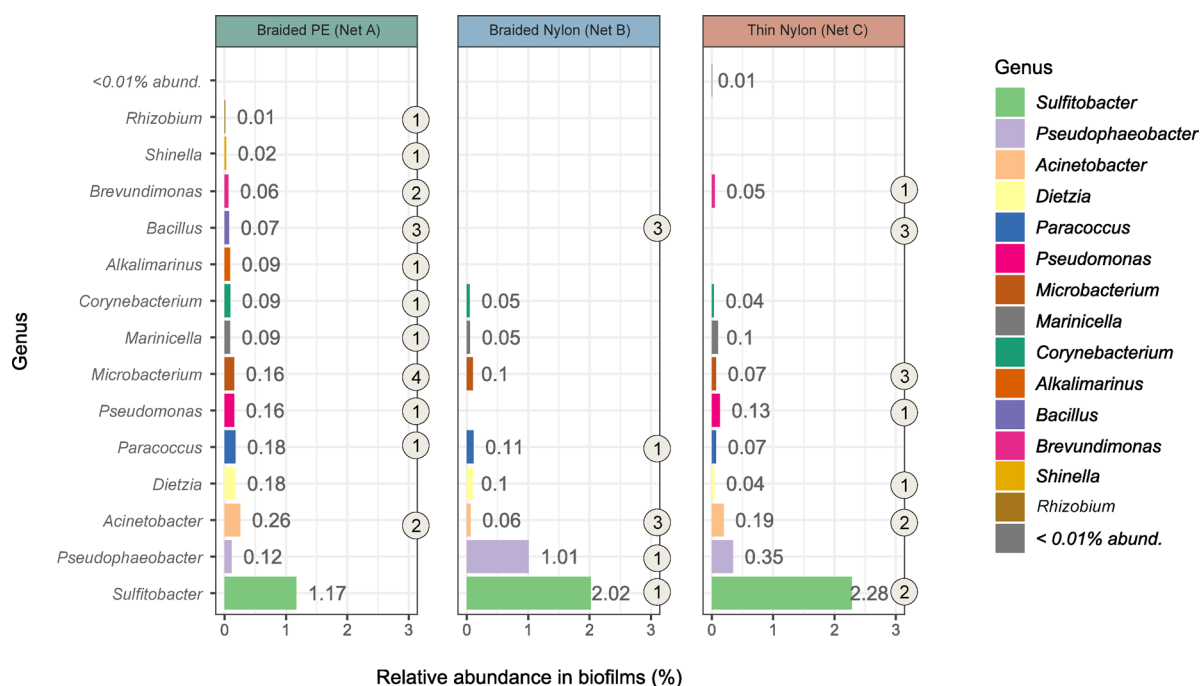 Braided PE (Net A) Braided Nylon (Net B) Thin Nylon (Net C)
Genus
<0.01% abund. 0.01
Rhizobium 0.01 1
Shinella 0.02 1
Brevundimonas 0.06 2 0.05 1
Bacillus 0.07 3 3 3
Alkalimarinus 0.09 1
Corynebacterium 0.09 1 0.05 0.04
Marinicella 0.09 1 0.05 0.1
Microbacterium 0.16 4 0.1 0.07 3
Pseudomonas 0.16 1 0.13 1
Paracoccus 0.18 1 0.11 1 0.07
Dietzia 0.18 0.1 0.04 1
Acinetobacter 0.26 2 0.06 3 0.19 2
Pseudophaeobacter 0.12 1.01 1 0.35
Sulfitobacter 1.17 2.02 1 2.28 2
0 1 2 3 0 1 2 3 0 1 2 3
Relative abundance in biofilms (%)
Genus
Sulfitobacter
Pseudophaeobacter
Acinetobacter
Dietzia
Paracoccus
Pseudomonas
Microbacterium
Marinicella
Corynebacterium
Alkalimarinus
Bacillus
Brevundimonas
Shinella
Rhizobium
< 0.01% abund.